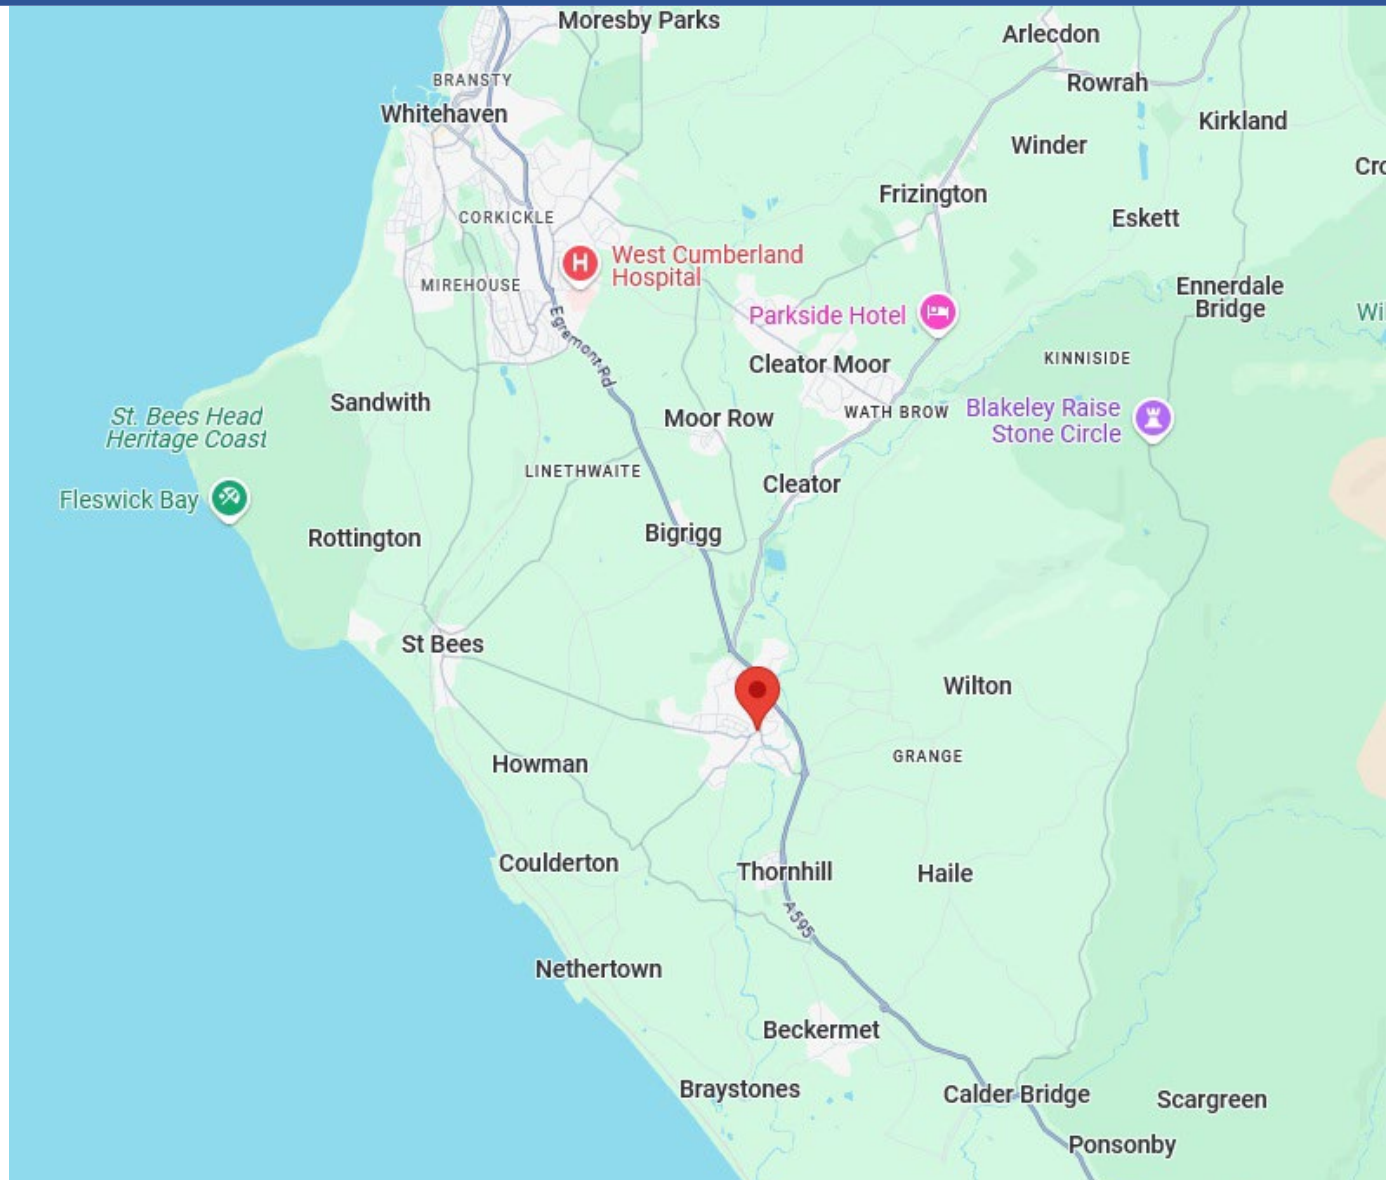 Moresby Parks
Arlecdon
BRANSTY
Rowrah
Whitehaven
Kirkland
Winder
Cro
Frizington
CORKICKLE
Eskett
H
West Cumberland
Hospital
MIREHOUSE
Ennerdale
Bridge
Parkside Hotel
Wil
Egremont Rd
Cleator Moor
KINNISIDE
Sandwith
St. Bees Head
Heritage Coast
Moor Row
WATH BROW
Blakeley Raise
Stone Circle
LINETHWAITE
Cleator
Fleswick Bay
Rottington
Bigrigg
St Bees
Wilton
Howman
GRANGE
Coulderton
Thornhill
Haile
A595
Nethertown
Beckermet
Braystones
Calder Bridge
Scargreen
Ponsonby